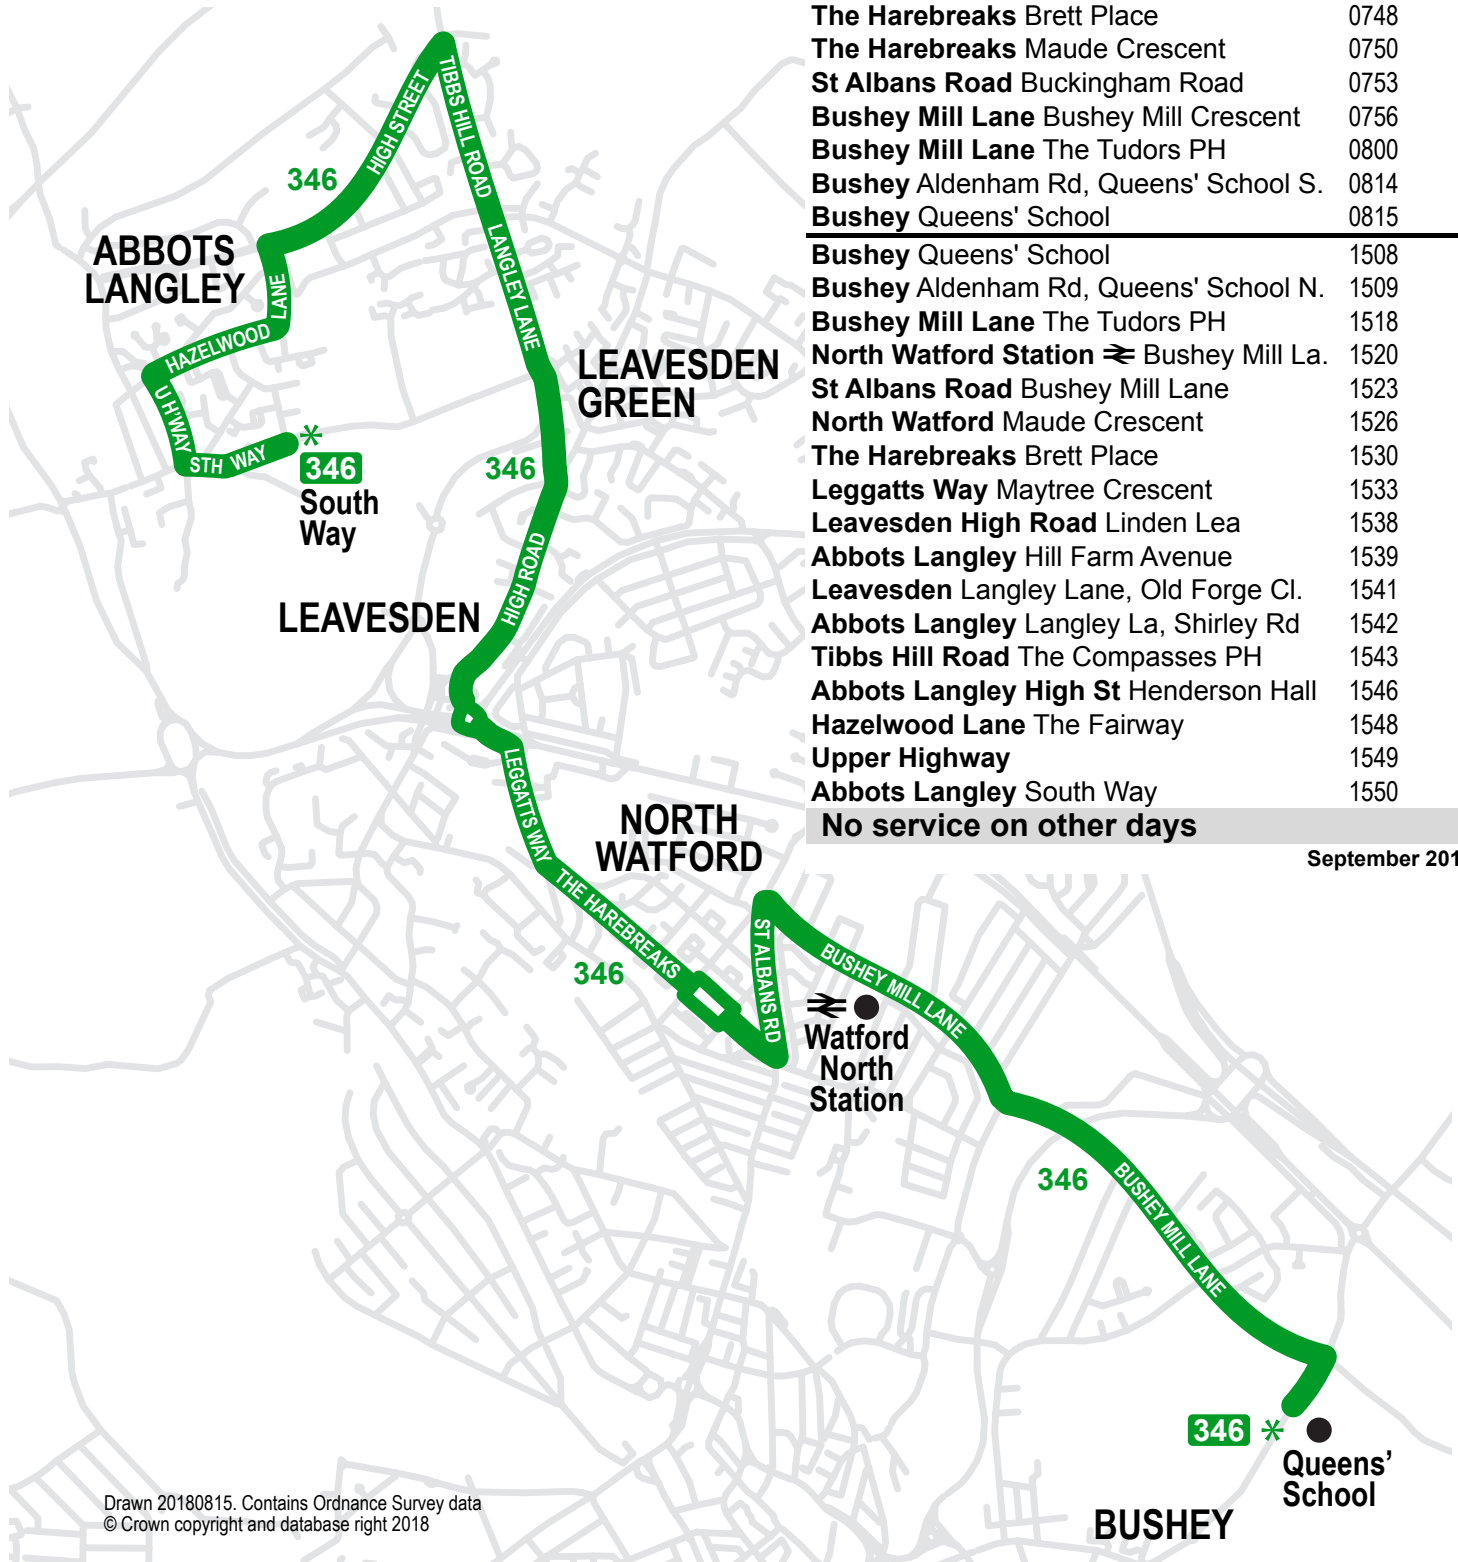 The Harebreaks Brett Place 0748
The Harebreaks Maude Crescent 0750
St Albans Road Buckingham Road 0753
Bushey Mill Lane Bushey Mill Crescent 0756
Bushey Mill Lane The Tudors PH 0800
Bushey Aldenham Rd, Queens' School S. 0814
Bushey Queens' School 0815
Bushey Queens' School 1508
Bushey Aldenham Rd, Queens' School N. 1509
Bushey Mill Lane The Tudors PH 1518
North Watford Station Bushey Mill La. 1520
St Albans Road Bushey Mill Lane 1523
North Watford Maude Crescent 1526
The Harebreaks Brett Place 1530
Leggatts Way Maytree Crescent 1533
Leavesden High Road Linden Lea 1538
Abbots Langley Hill Farm Avenue 1539
Leavesden Langley Lane, Old Forge Cl. 1541
Abbots Langley Langley La, Shirley Rd 1542
Tibbs Hill Road The Compasses PH 1543
Abbots Langley High St Henderson Hall 1546
Hazelwood Lane The Fairway 1548
Upper Highway 1549
Abbots Langley South Way 1550
No service on other days
September 201
TIBBS HILL ROAD
HIGH STREET
346
ABBOTS
LANGLEY
LANE
HAZELWOOD
U H'WAY
STH WAY
*
346
South
Way
LANGLEY LANE
LEAVESDEN
GREEN
346
HIGH ROAD
LEAVESDEN
LEGGATTS WAY
NORTH
WATFORD
THE HAREBREAKS
346
ST ALBANS RD
BUSHEY MILL LANE
Watford
North
Station
346
BUSHEY MILL LANE
346 *
Queens’
School
BUSHEY
Drawn 20180815. Contains Ordnance Survey data
© Crown copyright and database right 2018